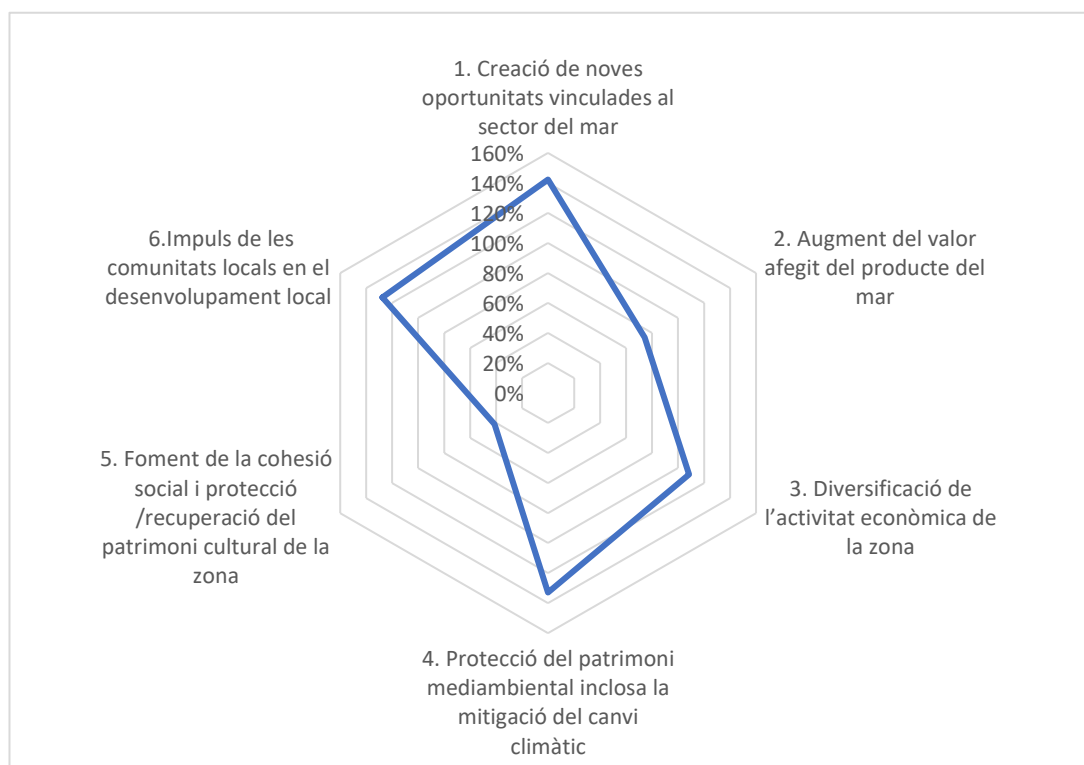 1. Creació de noves
oportunitats vinculades al
sector del mar
160%
140%
120%
100%
80%
60%
40%
20%
0%
2. Augment del valor
afegit del producte del
mar
3. Diversificació de
l’activitat econòmica de
la zona
4. Protecció del patrimoni
mediambiental inclosa la
mitigació del canvi
climàtic
5. Foment de la cohesió
social i protecció
/recuperació del
patrimoni cultural de la
zona
6.Impuls de les
comunitats locals en el
desenvolupament local